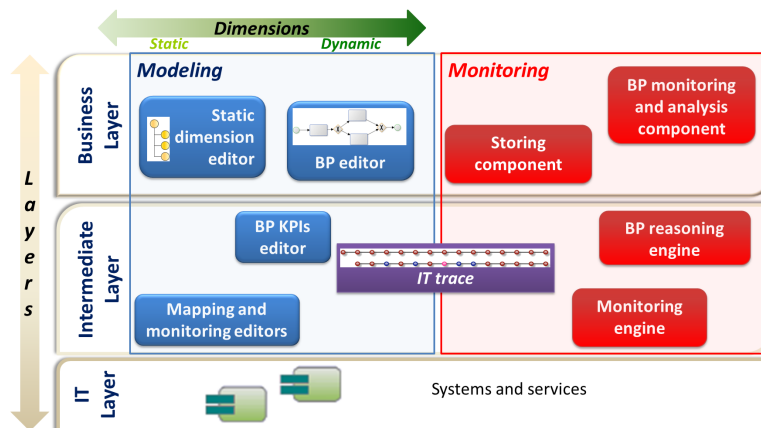 Dimensions
Static
Dynamic
Layers
Business
Layer
Modeling
Static
dimension
editor
BP editor
Monitoring
Storing
component
BP monitoring
and analysis
component
Intermediate
Layer
BP KPIs
editor
Mapping and
monitoring editors
IT trace
BP reasoning
engine
Monitoring
engine
IT
Layer
Systems and services